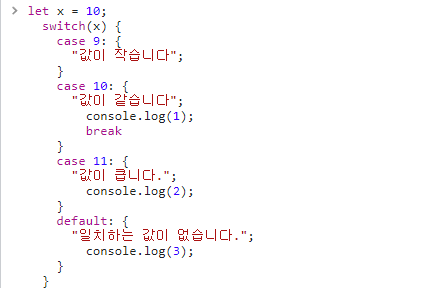 let x = 10;
switch(x) {
case 9: {
"값이 작습니다";
}
case 10: {
"값이 같습니다";
console.log(1);
break
}
case 11: {
"값이 큽니다.";
console.log(2);
}
default: {
"일치하는 값이 없습니다.";
console.log(3);
}
}